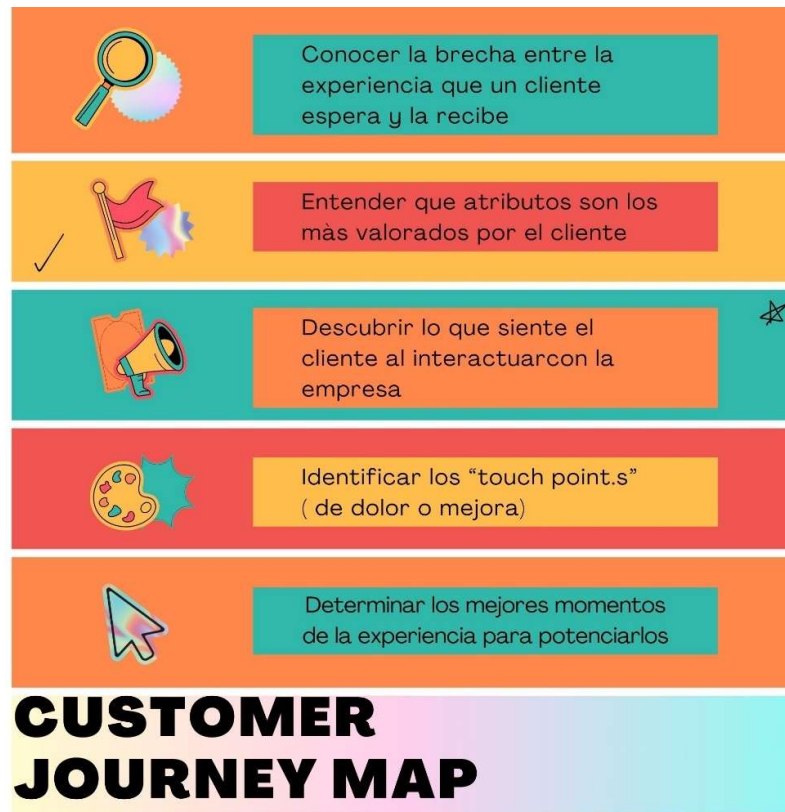 Conocer la brecha entre la
experiencia que un cliente
espera y la recibe
Entender que atributos son los
màs valorados por el cliente
Descubrir lo que siente el
cliente al interactuarcon la
empresa
Identificar los “touch point.s”
( de dolor o mejora)
Determinar los mejores momentos
de la experiencia para potenciarlos
CUSTOMER
JOURNEY MAP